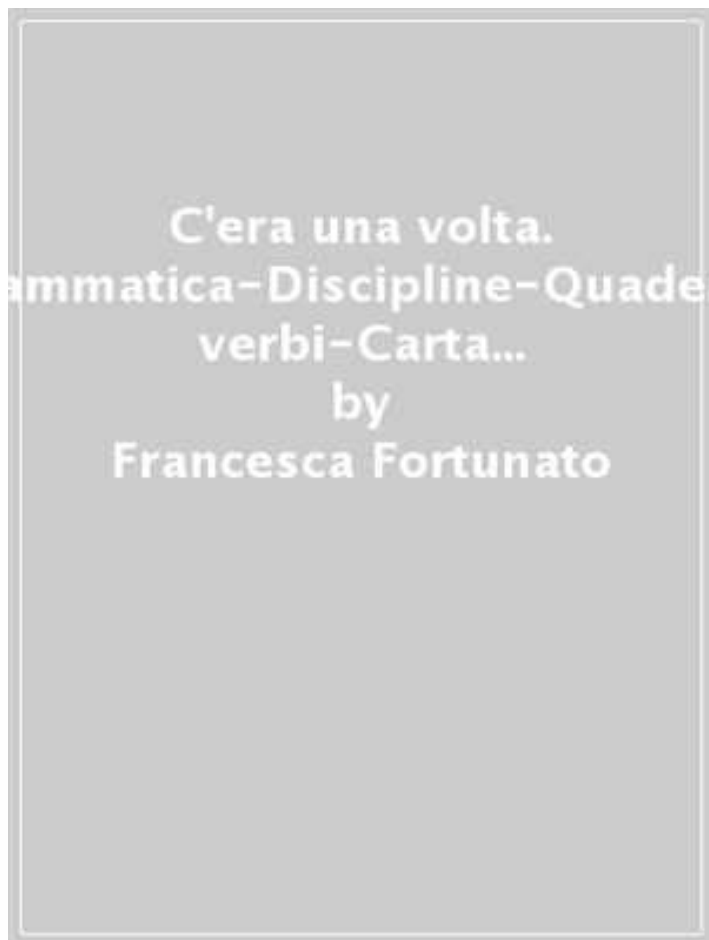 C'era una volta.
ammatica-Discipline-Quade
verbi-Carta...
by
Francesca Fortunato